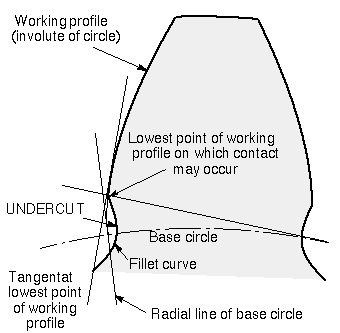 Working profile
(involute of circle)
Lowest point of working
profile on which contact
may occur
UNDERCUT
Base circle
Fillet curve
Tangentat
lowest point
of working
profile
Radial line of base circle